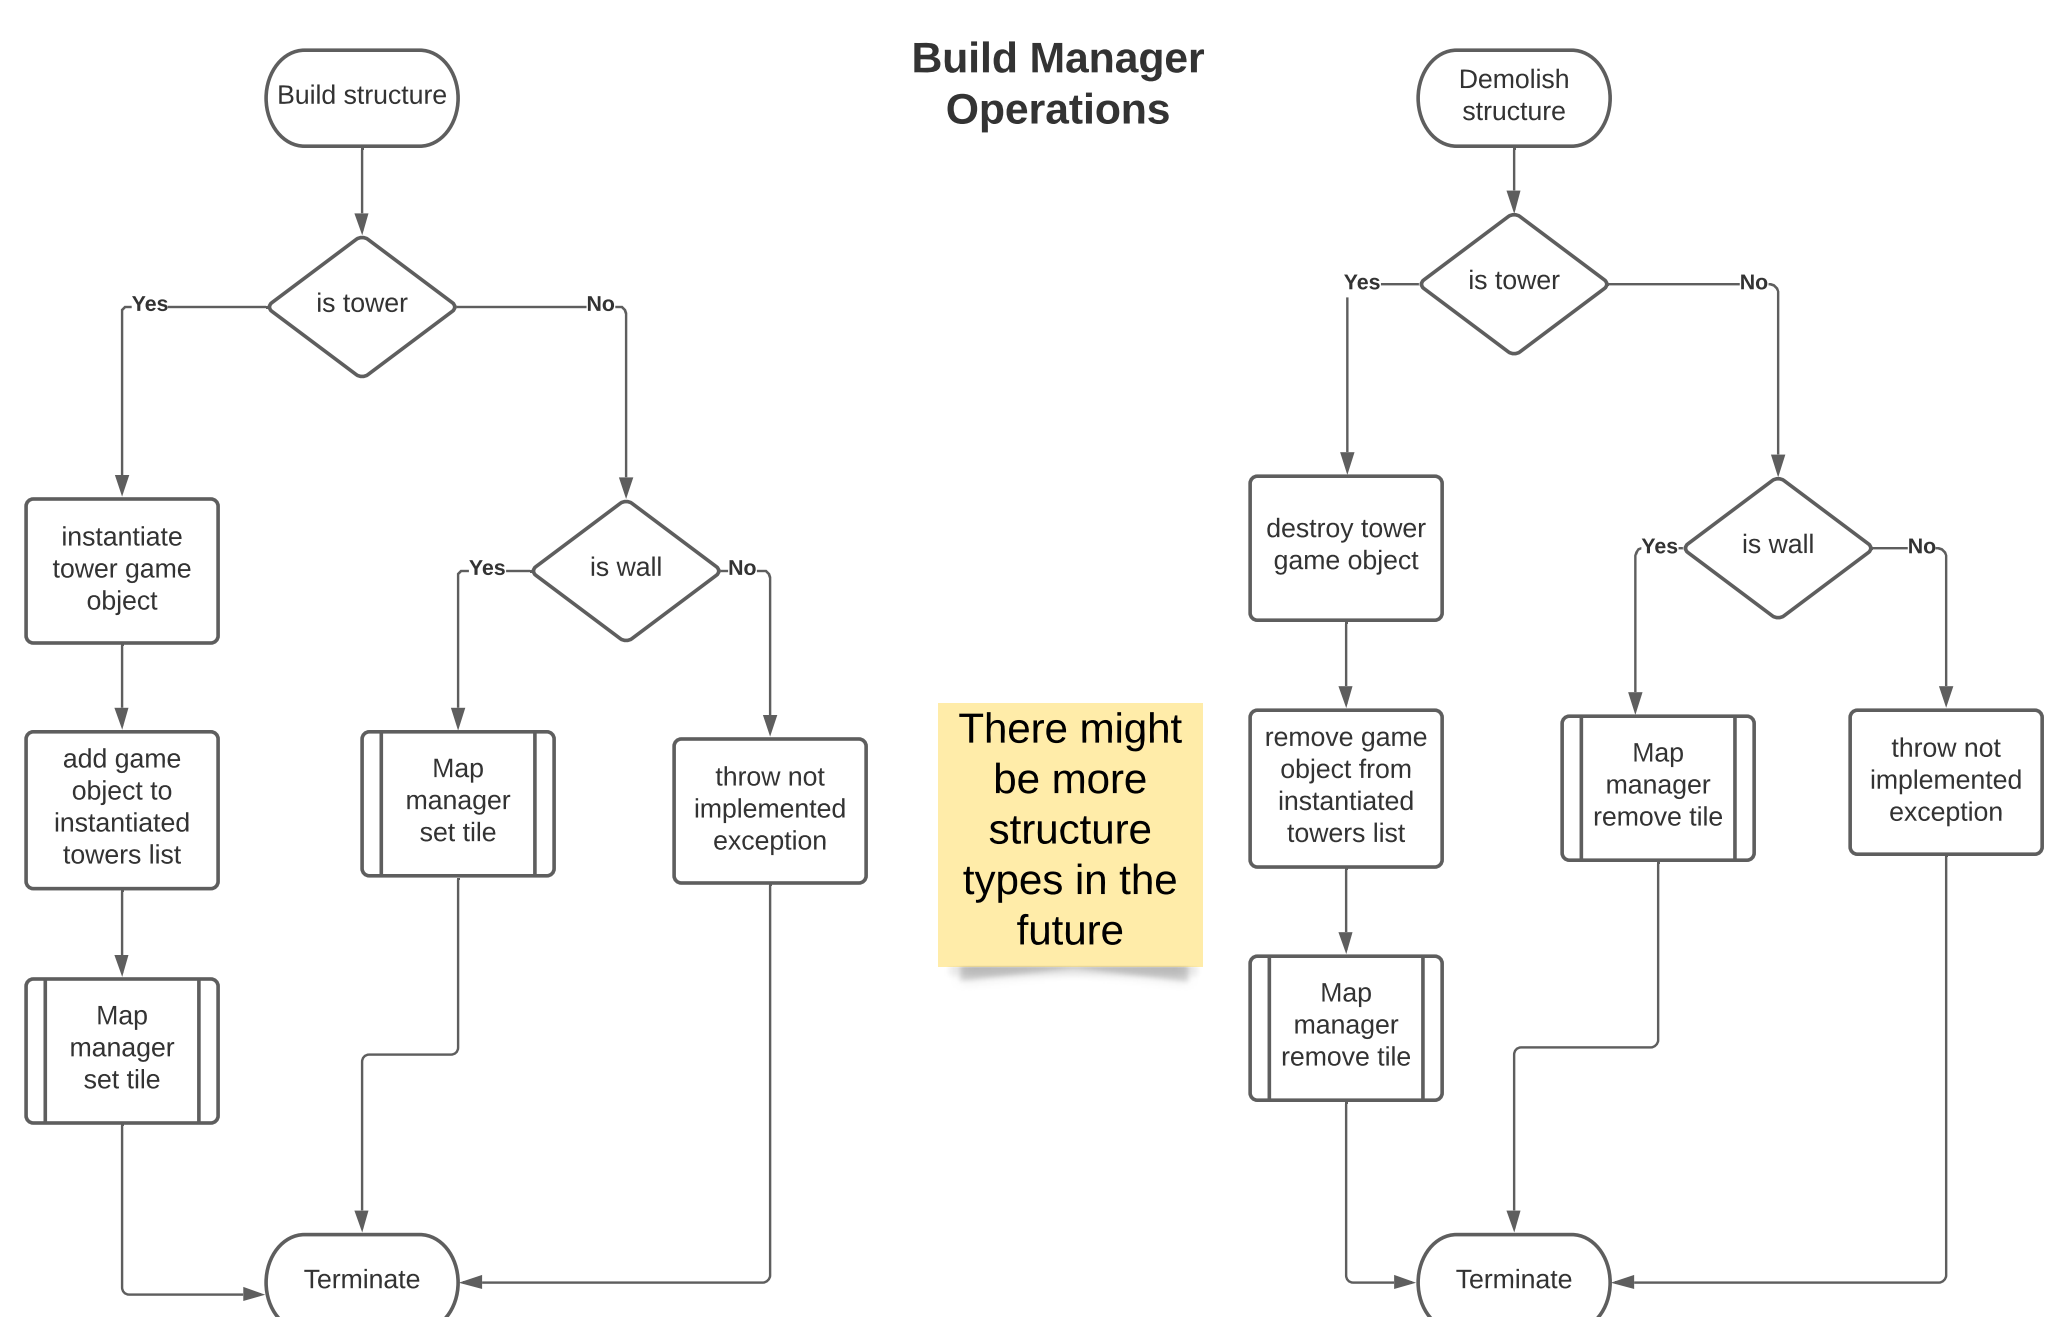 Build Manager
Operations
Build structure
is tower
Yes
No
instantiate
tower game
object
is wall
Yes
No
add game
object to
instantiated
towers list
Map
manager
set tile
throw not
implemented
exception
Map
manager
set tile
Terminate
There might
be more
structure
types in the
future
Demolish
structure
is tower
Yes
No
destroy tower
game object
is wall
Yes
No
remove game
object from
instantiated
towers list
Map
manager
remove tile
throw not
implemented
exception
Map
manager
remove tile
Terminate